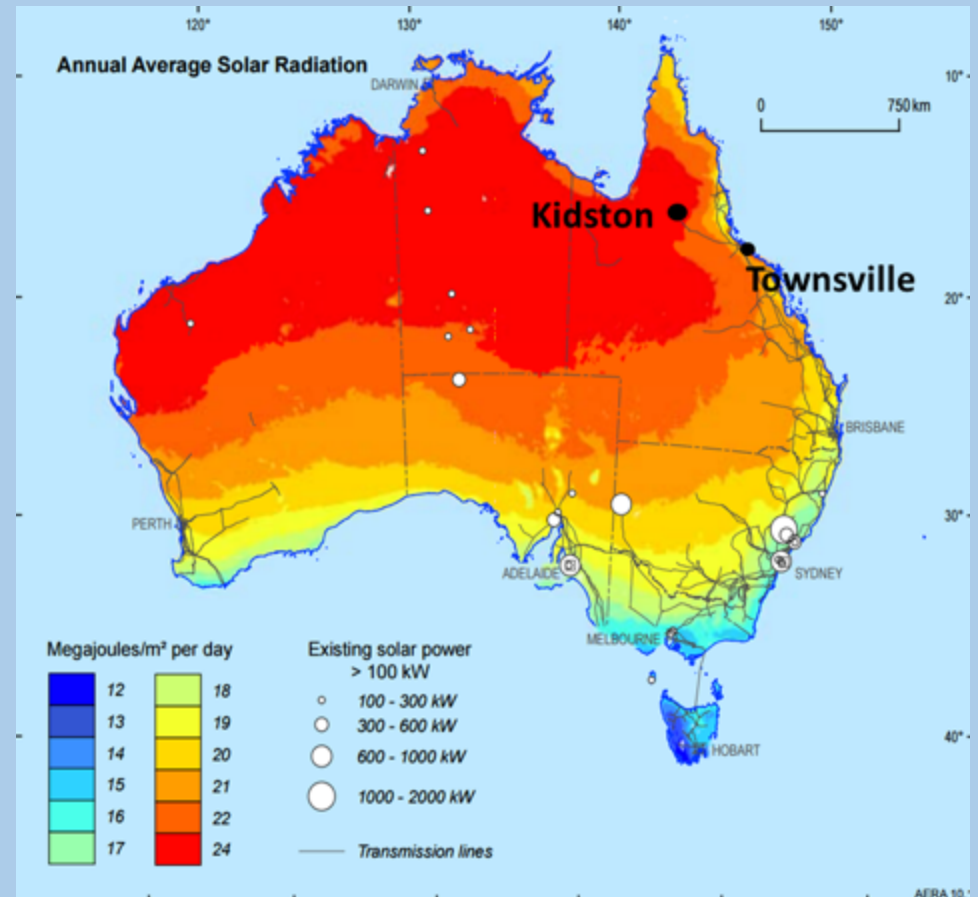 120°
130°
140°
150°
Annual Average Solar Radiation
DARWIN
10°
0
750 km
Kidston
Townsville
20°
BRISBANE
30°
PERTH
ADELAIDE
SYDNEY
MELBOURNE
40°
HOBART
Megajoules/m² per day
12
13
14
15
16
17
18
19
20
21
22
24
Existing solar power
> 100 kW
100 - 300 kW
300 - 600 kW
600 - 1000 kW
1000 - 2000 kW
Transmission lines
AERA 10.